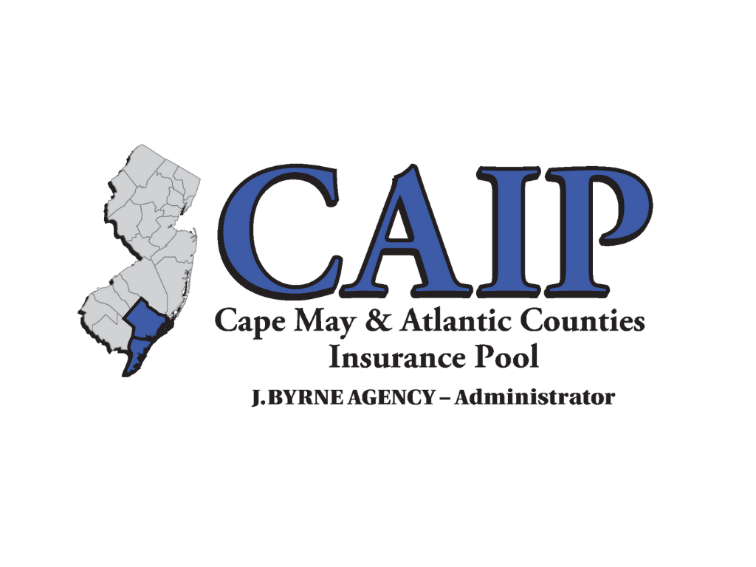 CAIP
Cape May & Atlantic Counties
Insurance Pool
J. BYRNE AGENCY – Administrator